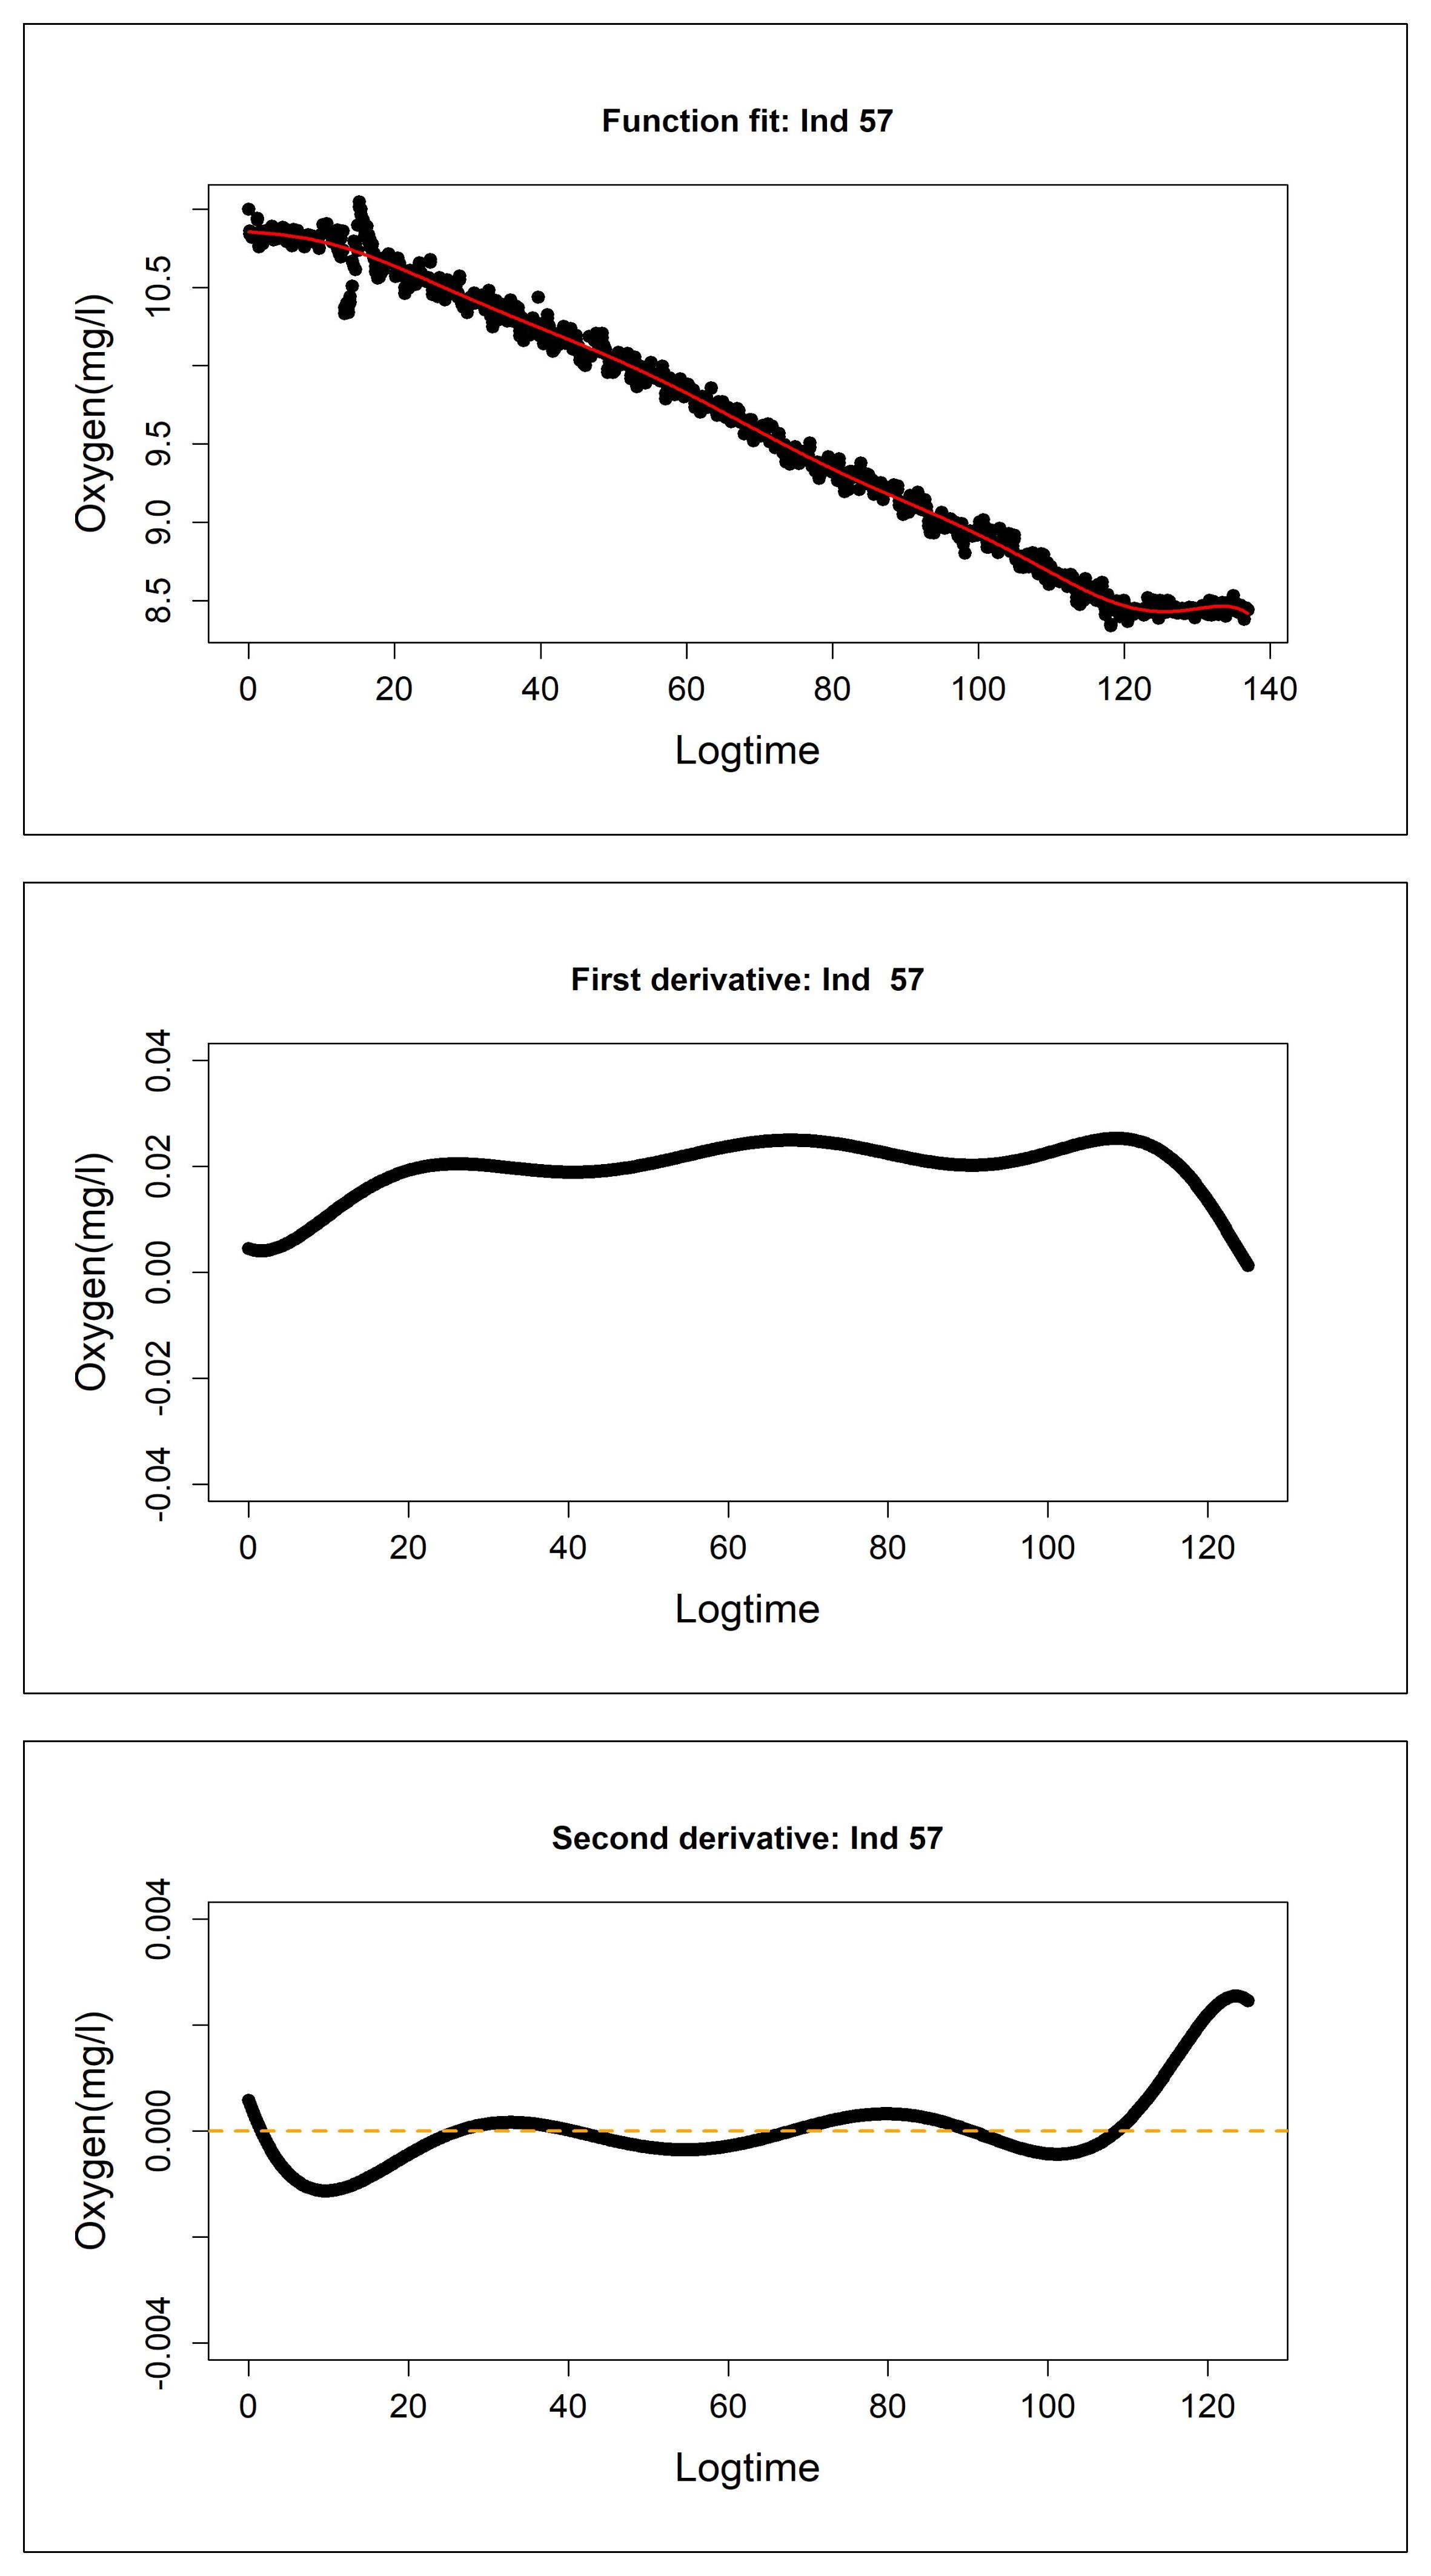 Function fit: Ind 57
Oxygen(mg/l)
10.5
9.5
9.0
8.5
0 20 40 60 80 100 120 140
Logtime
First derivative: Ind  57
Oxygen(mg/l)
0.04
0.02
0.00
-0.02
-0.04
0 20 40 60 80 100 120
Logtime
Second derivative: Ind 57
Oxygen(mg/l)
0.004
0.000
-0.004
0 20 40 60 80 100 120
Logtime